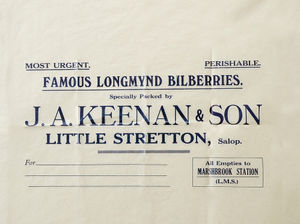 MOST URGENT. PERISHABLE.
FAMOUS LONGMYND BILBERRIES.
Specially Packed by
J. A. KEENAN & SON
LITTLE STRETTON, Salop.
For
All Empties to
MARSHBROOK STATION
(L.M.S.)